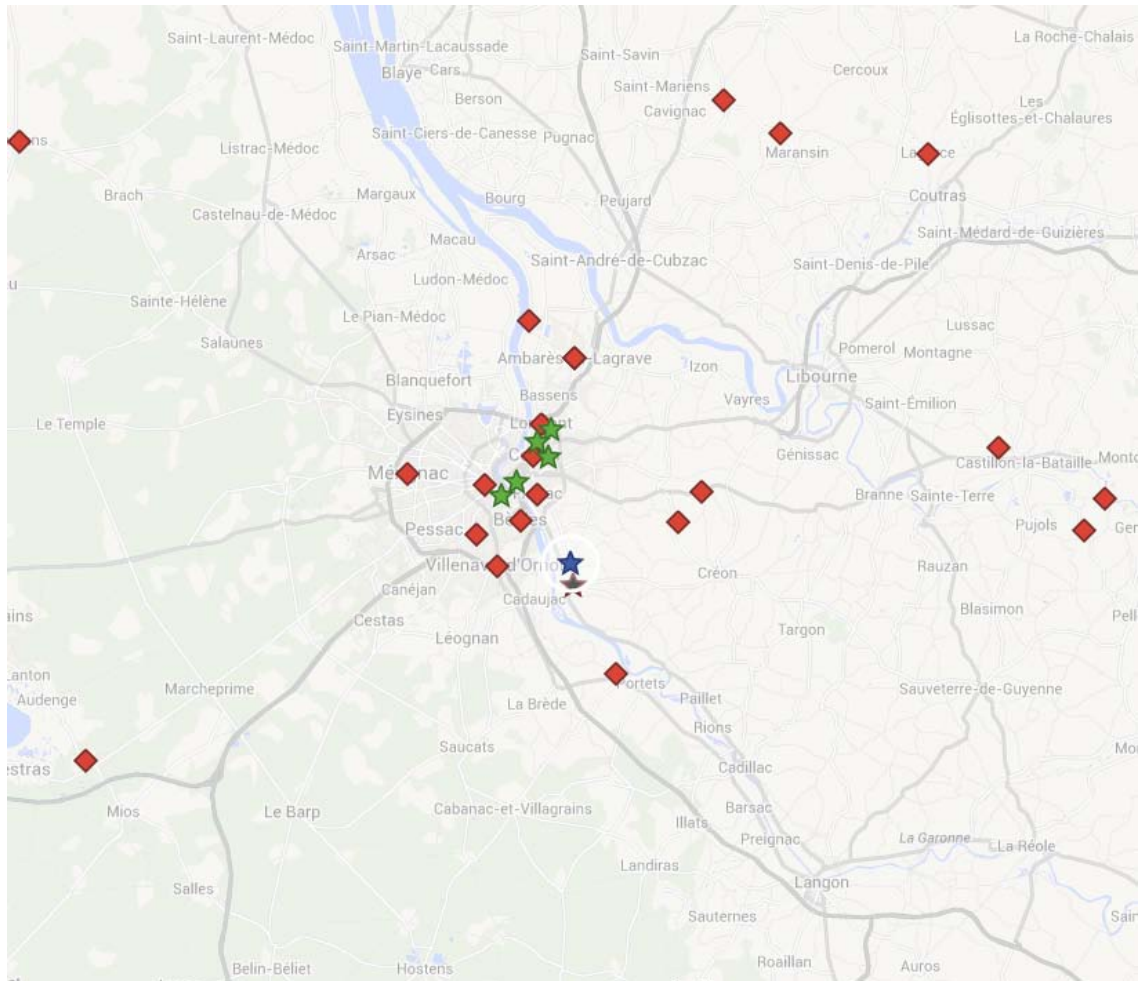 Saint-Laurent-Médoc
Saint-Martin-Lacaussade
Blaye
Cars
Saint-Savin
La Roche-Chalais
Cercoux
Saint-Mariens
Cavignac
Berson
Les
Églisottes-et-Chalaures
Saint-Ciers-de-Canesse
Pugnac
Listrac-Médoc
Maransin
Brach
Margaux
Bourg
Peujard
Coutras
Castelnau-de-Médoc
Macau
Saint-Médard-de-Guizières
Arsac
Saint-André-de-Cubzac
Saint-Denis-de-Pile
Ludon-Médoc
Sainte-Hélène
Le Pian-Médoc
Lussac
Salaunes
Pomerol
Montagne
Izon
Libourne
Blanquefort
Bassens
Vayres
Saint-Émilion
Eysines
Le Temple
Génissac
Castillon-la-Bataille
Branne
Sainte-Terre
Pujols
Pessac
Rauzan
Créon
Canéjan
Cadaujac
Blasimon
Cestas
Targon
Léognan
Marcheprime
Audenge
La Brède
Paillet
Sauveterre-de-Guyenne
Rions
Saucats
Cadillac
Mios
Le Barp
Cabanac-et-Villagrains
Barsac
Illats
Preignac
La Garonne
La Réole
Landiras
Langon
Salles
Sauternes
Belin-Béliet
Hostens
Roaillan
Auros